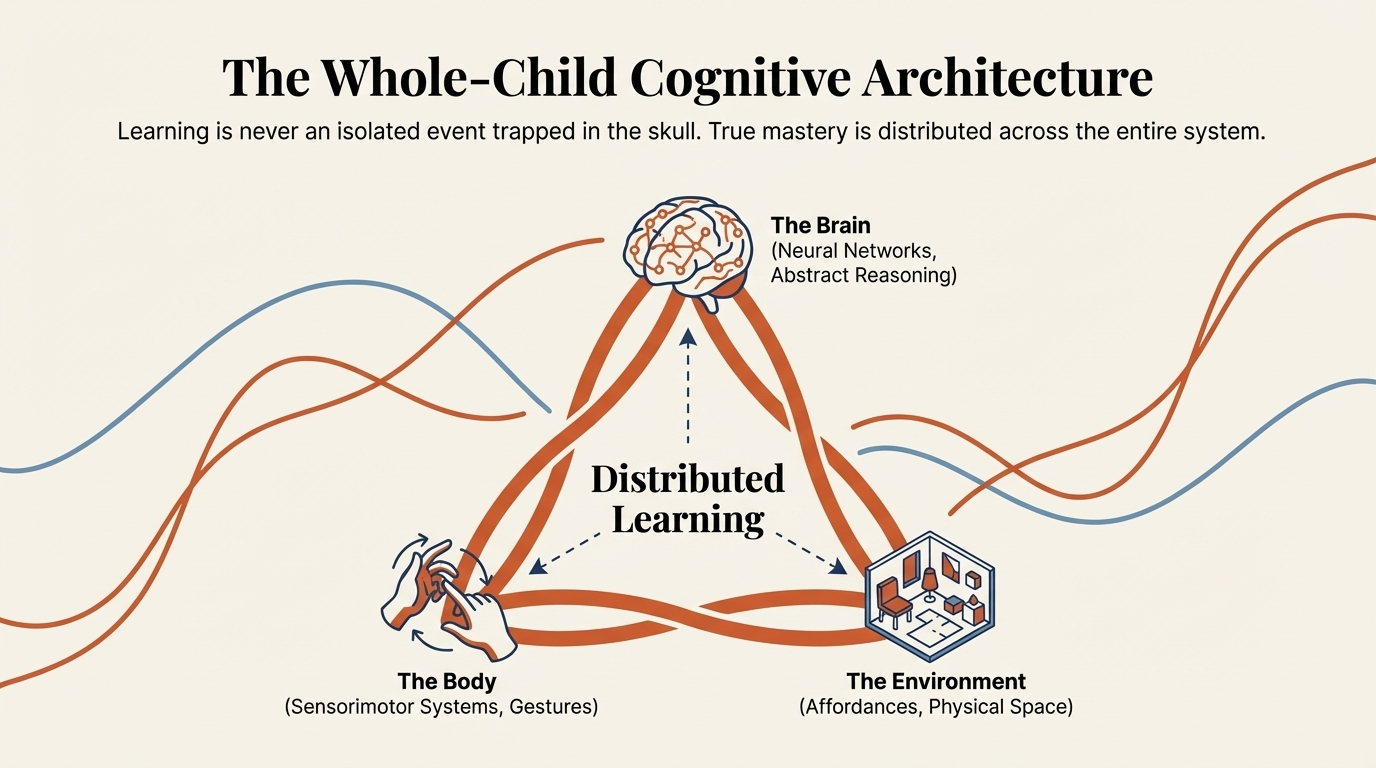 The Whole-Child Cognitive Architecture
Learning is never an isolated event trapped in the skull. True mastery is distributed across the entire system.
The Brain
(Neural Networks,
Abstract Reasoning)
Distributed
Learning
The Body
(Sensorimotor Systems, Gestures)
The Environment
(Affordances, Physical Space)